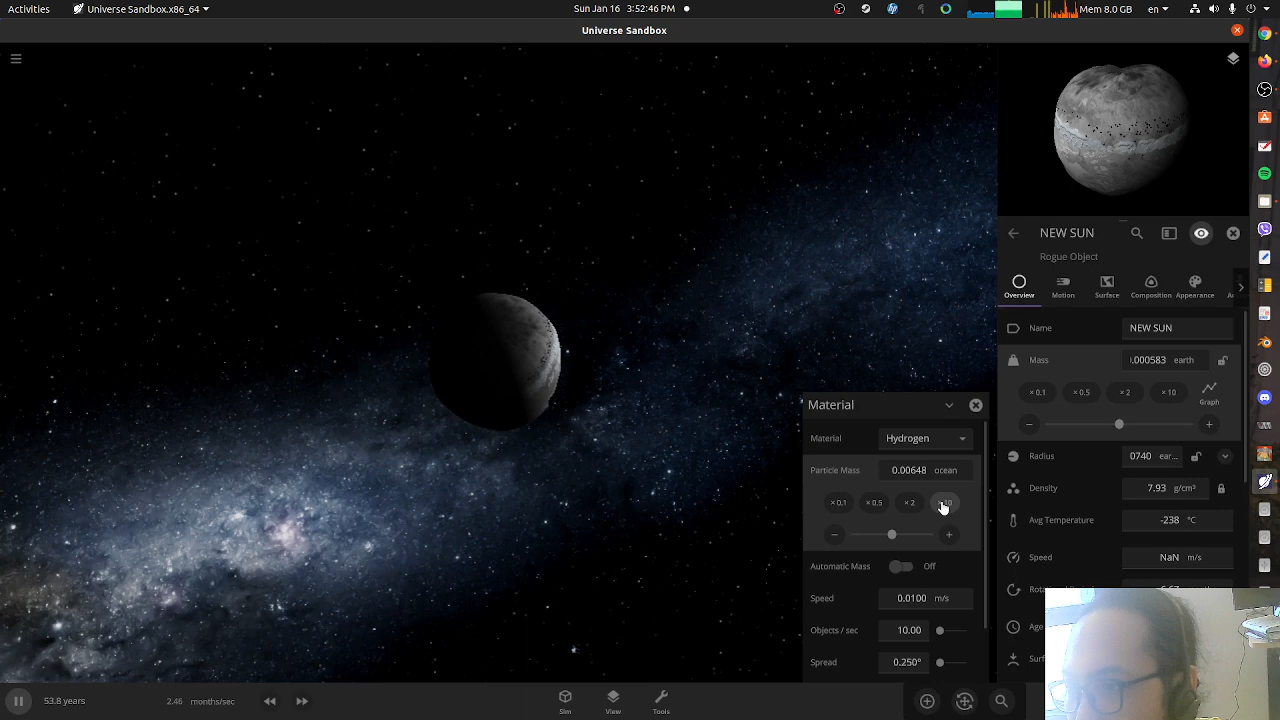 Activities
Universe Sandbox.x86_64
Sun Jan 16 3:52:46 PM
Mem 8.0 GB
en
Universe Sandbox
NEW SUN
Rogue Object
Overview
Motion
Surface
Composition
Appearance
Name
NEW SUN
Mass
.000583 earth
× 0.1
× 0.5
× 2
× 10
Graph
Radius
0740 ear...
Density
7.93 g/cm³
Avg Temperature
-238 °C
Speed
NaN m/s
Age
Material
Material
Hydrogen
Particle Mass
0.00648 ocean
× 0.1
× 0.5
× 2
Automatic Mass
Off
Speed
0.0100 m/s
Objects / sec
10.00
Spread
0.250°
53.8 years
2.46 months/sec
Sim
View
Tools